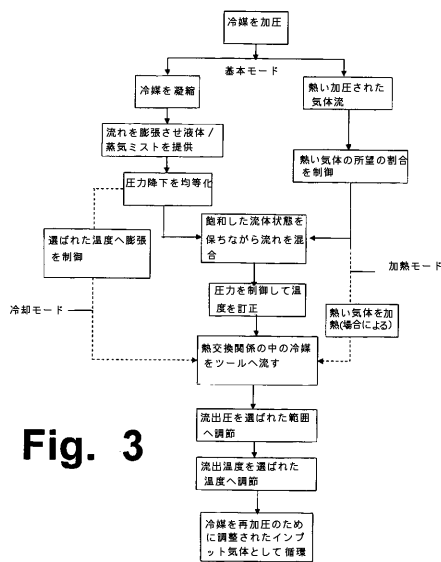 冷媒を加圧
基本モード
冷媒を凝縮
熱い加圧された
気体流
流れを膨張させ液体/
蒸気ミストを提供
熱い気体の所望の割合
を制御
圧力降下を均等化
飽和した流体状態を
保ちながら流れを混
合
選ばれた温度へ膨張
を制御
加熱モード
圧力を制御して温
度を訂正
冷却モード
熱い気体を加
熱(場合による)
熱交換関係の中の冷媒
をツールへ流す
流出圧を選ばれた範囲
へ調節
Fig. 3
流出温度を選ばれた
温度へ調節
冷媒を再加圧のため
に調整されたインプ
ット気体として循環